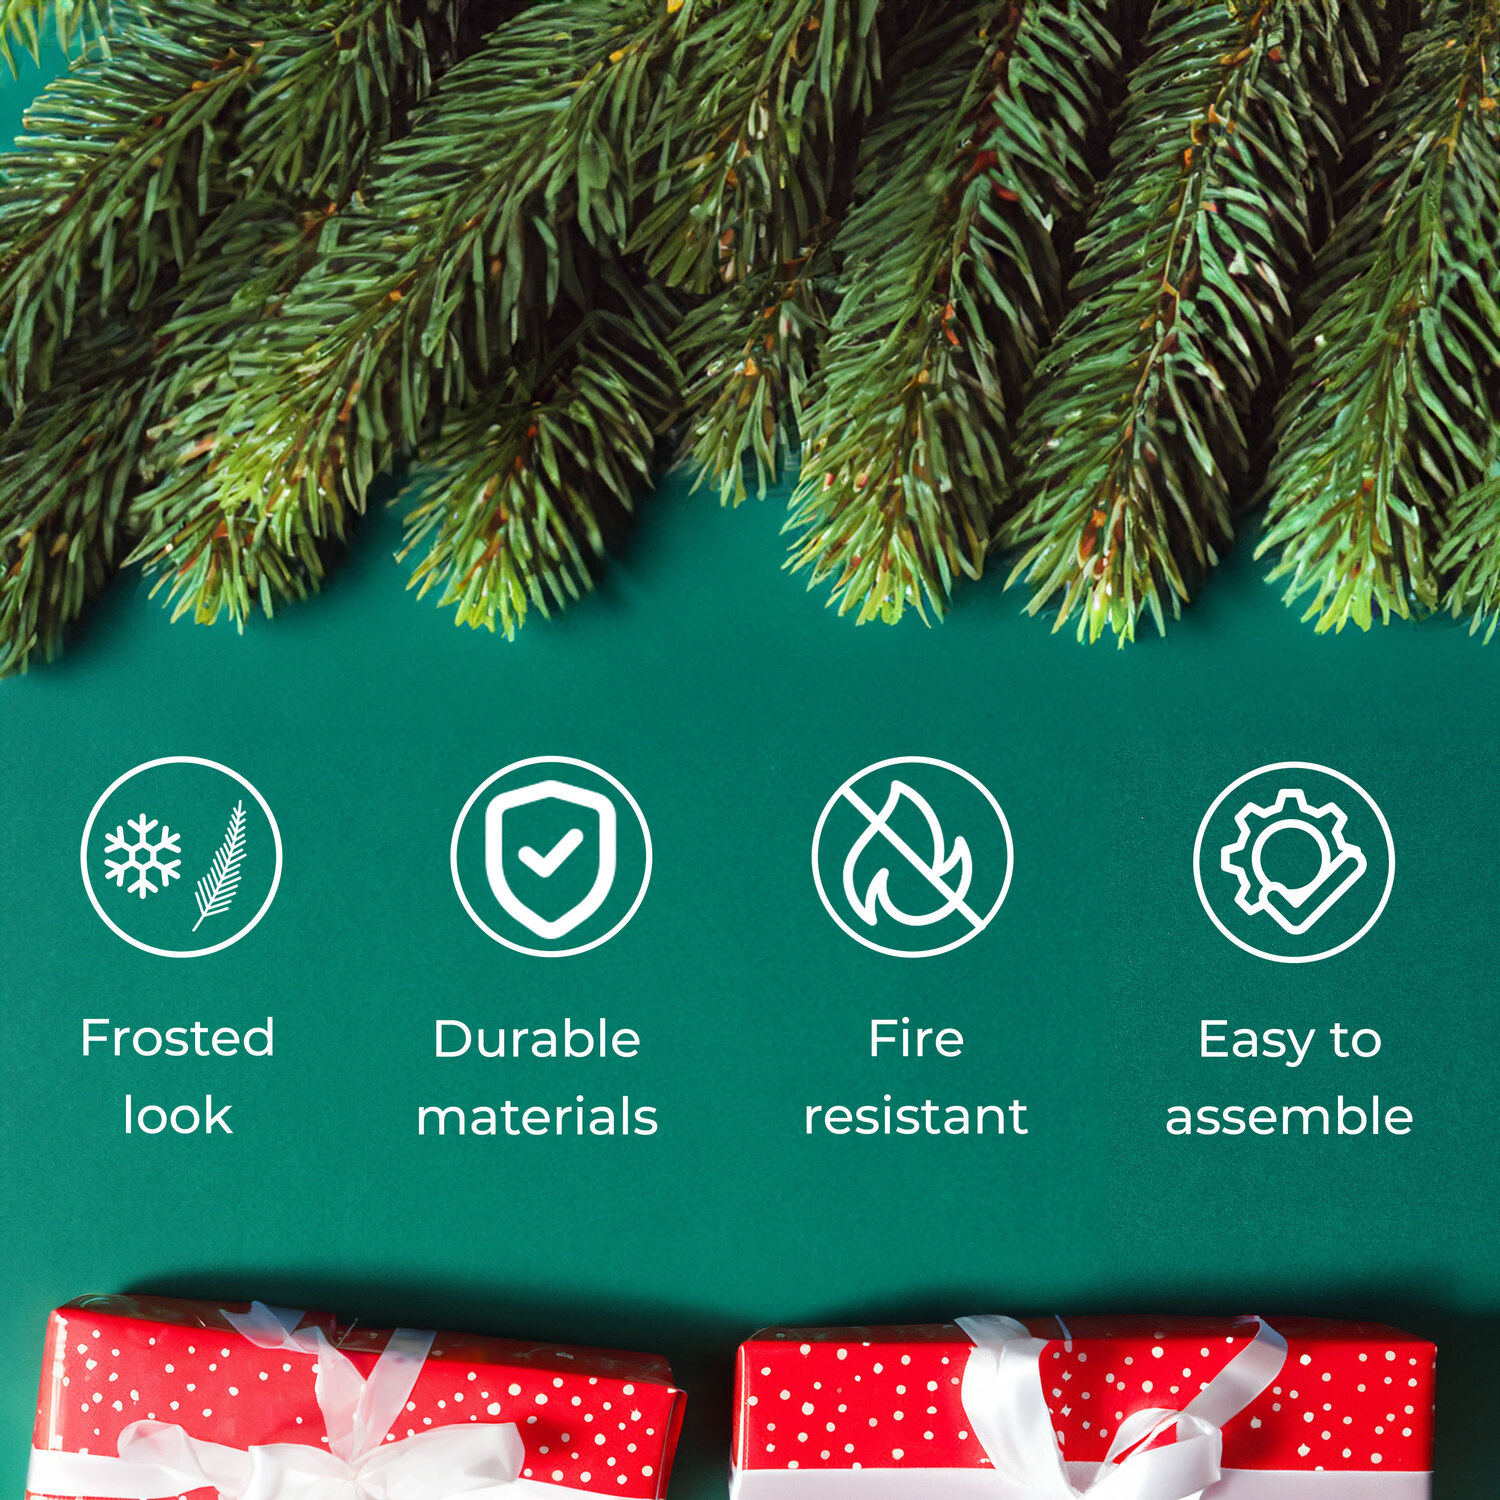 Frosted
look
Durable
materials
Fire
resistant
Easy to
assemble